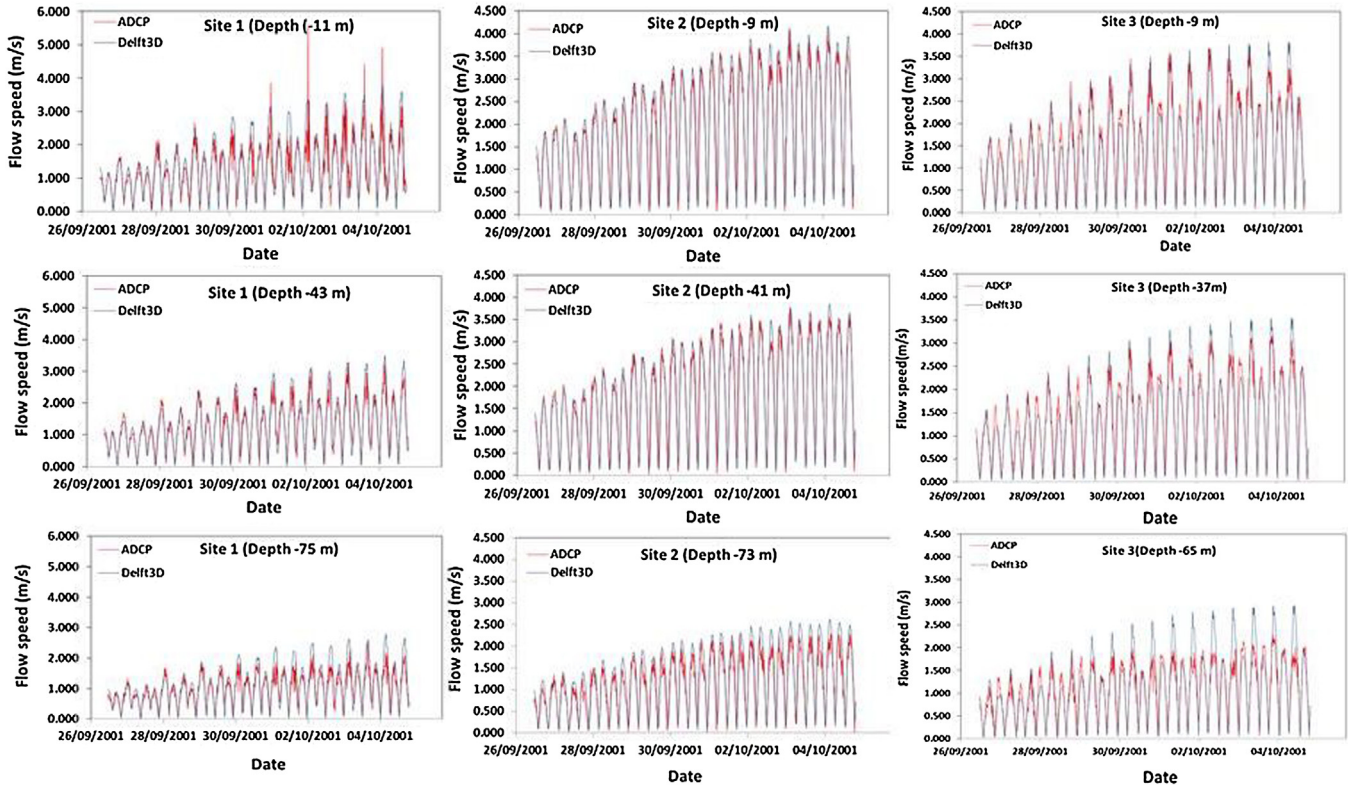 Site 1 (Depth (-11 m)
ADCP
Delft3D
Flow speed (m/s)
6.000
5.000
4.000
3.000
2.000
1.000
0.000
26/09/2001 28/09/2001 30/09/2001 02/10/2001 04/10/2001
Date
Site 2 (Depth -9 m)
ADCP
Delft3D
Flow speed (m/s)
4.500
4.000
3.500
3.000
2.500
2.000
1.500
1.000
0.500
0.000
26/09/2001 28/09/2001 30/09/2001 02/10/2001 04/10/2001
Date
Site 3 (Depth -9 m)
ADCP
Delft3D
Flow speed (m/s)
4.500
4.000
3.500
3.000
2.500
2.000
1.500
1.000
0.500
0.000
26/09/2001 28/09/2001 30/09/2001 02/10/2001 04/10/2001
Date
Site 1 (Depth -43 m)
ADCP
Delft3D
Flow speed (m/s)
6.000
5.000
4.000
3.000
2.000
1.000
0.000
26/09/2001 28/09/2001 30/09/2001 02/10/2001 04/10/2001
Date
Site 2 (Depth -41 m)
ADCP
Delft3D
Flow speed (m/s)
4.500
4.000
3.500
3.000
2.500
2.000
1.500
1.000
0.500
0.000
26/09/2001 28/09/2001 30/09/2001 02/10/2001 04/10/2001
Date
Site 3 (Depth -37m)
ADCP
Delft3D
Flow speed(m/s)
4.500
4.000
3.500
3.000
2.500
2.000
1.500
1.000
0.500
0.000
26/09/2001 28/09/2001 30/09/2001 02/10/2001 04/10/2001
Date
Site 1 (Depth -75 m)
ADCP
Delft3D
Flow speed (m/s)
6.000
5.000
4.000
3.000
2.000
1.000
0.000
26/09/2001 28/09/2001 30/09/2001 02/10/2001 04/10/2001
Date
Site 2 (Depth -73 m)
ADCP
Delft3D
Flow speed (m/s)
4.500
4.000
3.500
3.000
2.500
2.000
1.500
1.000
0.500
0.000
26/09/2001 28/09/2001 30/09/2001 02/10/2001 04/10/2001
Date
Site 3(Depth -65 m)
ADCP
Delft3D
Flow speed (m/s)
4.500
4.000
3.500
3.000
2.500
2.000
1.500
1.000
0.500
0.000
26/09/2001 28/09/2001 30/09/2001 02/10/2001 04/10/2001
Date